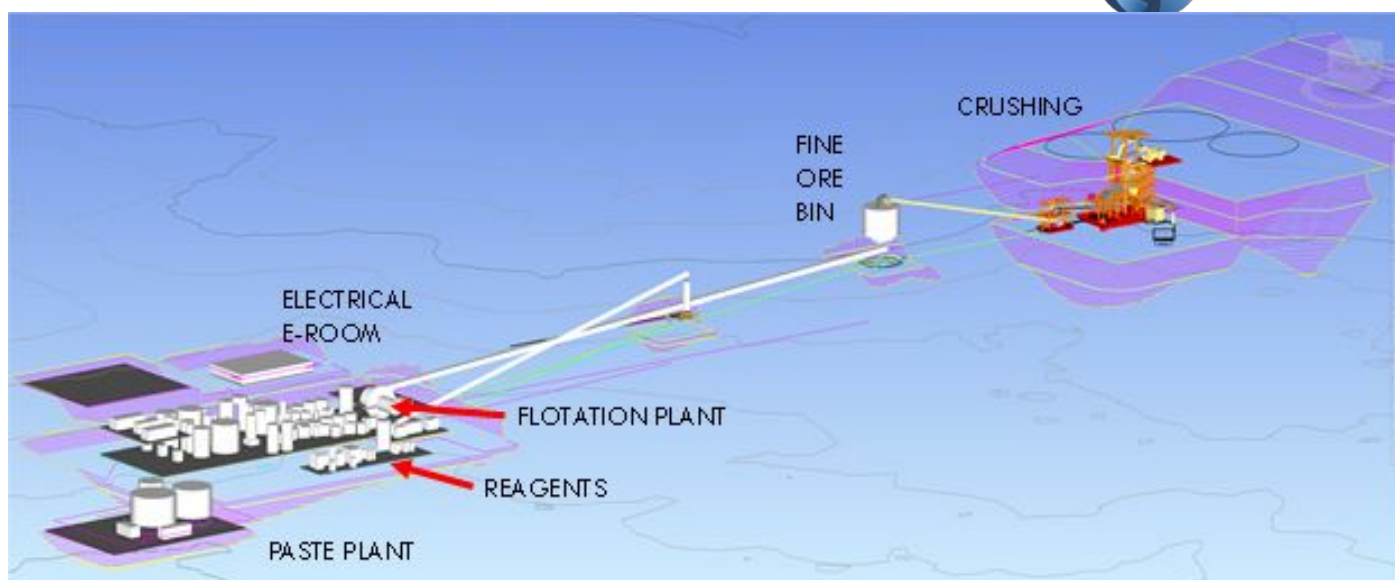 CRUSHING
FINE
ORE
BIN
ELECTRICAL
E-ROOM
FLOTATION PLANT
REAGENTS
PASTE PLANT